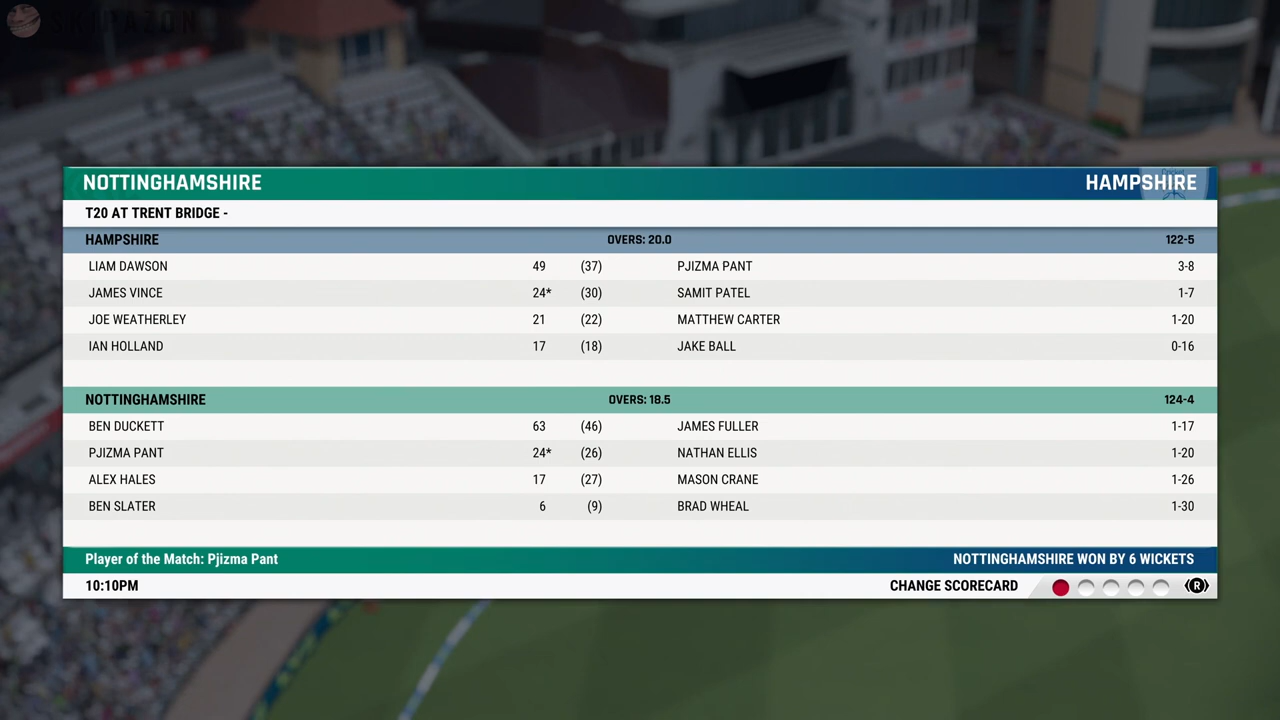 NOTTINGHAMSHIRE HAMPSHIRE
T20 AT TRENT BRIDGE -
HAMPSHIRE OVERS: 20.0 122-5
LIAM DAWSON 49 (37) PJIZMA PANT 3-8
JAMES VINCE 24* (30) SAMIT PATEL 1-7
JOE WEATHERLEY 21 (22) MATTHEW CARTER 1-20
IAN HOLLAND 17 (18) JAKE BALL 0-16
NOTTINGHAMSHIRE OVERS: 18.5 124-4
BEN DUCKETT 63 (46) JAMES FULLER 1-17
PJIZMA PANT 24* (26) NATHAN ELLIS 1-20
ALEX HALES 17 (27) MASON CRANE 1-26
BEN SLATER 6 (9) BRAD WHEAL 1-30
Player of the Match: Pjizma Pant NOTTINGHAMSHIRE WON BY 6 WICKETS
10:10PM CHANGE SCORECARD R